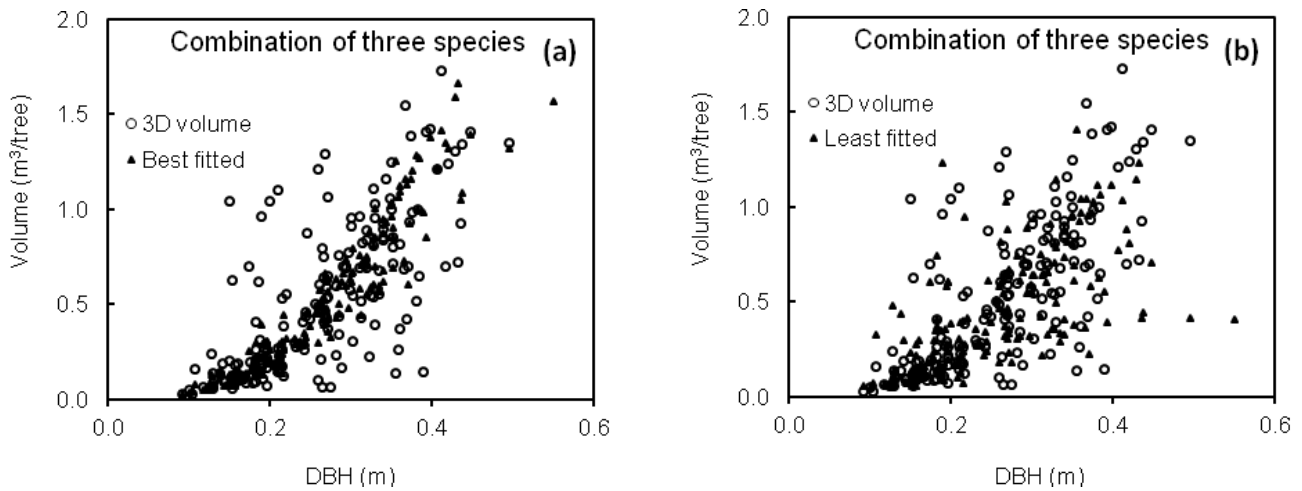 Combination of three species (a)
3D volume
Best fitted
Volume (m³/tree)
2.0
1.5
1.0
0.5
0.0
0.0 0.2 0.4 0.6
DBH (m)
Combination of three species (b)
3D volume
Least fitted
Volume (m³/tree)
2.0
1.5
1.0
0.5
0.0
0.0 0.2 0.4 0.6
DBH (m)